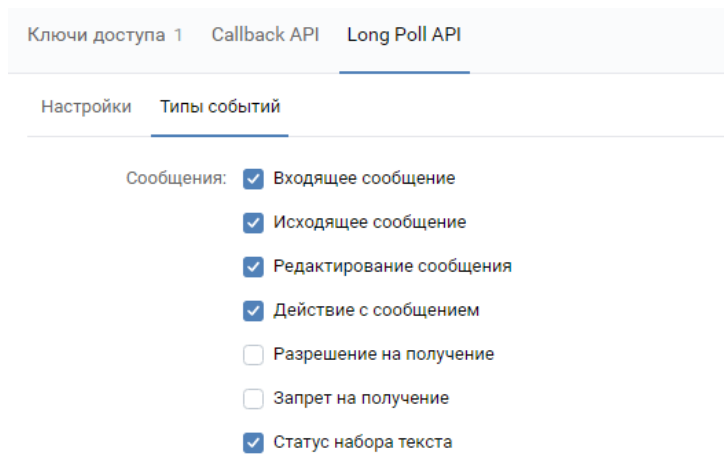 Ключи доступа 1 Callback API Long Poll API
Настройки Типы событий
Сообщения: Входящее сообщение
Исходящее сообщение
Редактирование сообщения
Действие с сообщением
Разрешение на получение
Запрет на получение
Статус набора текста